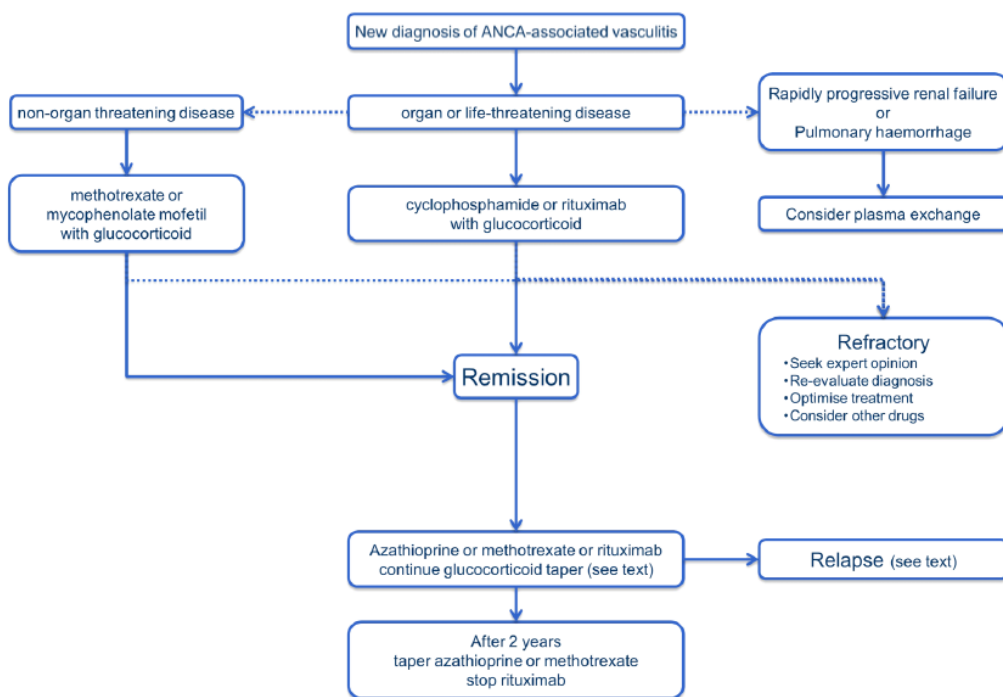 New diagnosis of ANCA-associated vasculitis
non-organ threatening disease
organ or life-threatening disease
Rapidly progressive renal failure
or
Pulmonary haemorrhage
methotrexate or
mycophenolate mofetil
with glucocorticoid
cyclophosphamide or rituximab
with glucocorticoid
Consider plasma exchange
Remission
Refractory
•Seek expert opinion
•Re-evaluate diagnosis
•Optimise treatment
•Consider other drugs
Azathioprine or methotrexate or rituximab
continue glucocorticoid taper (see text)
Relapse (see text)
After 2 years
taper azathioprine or methotrexate
stop rituximab